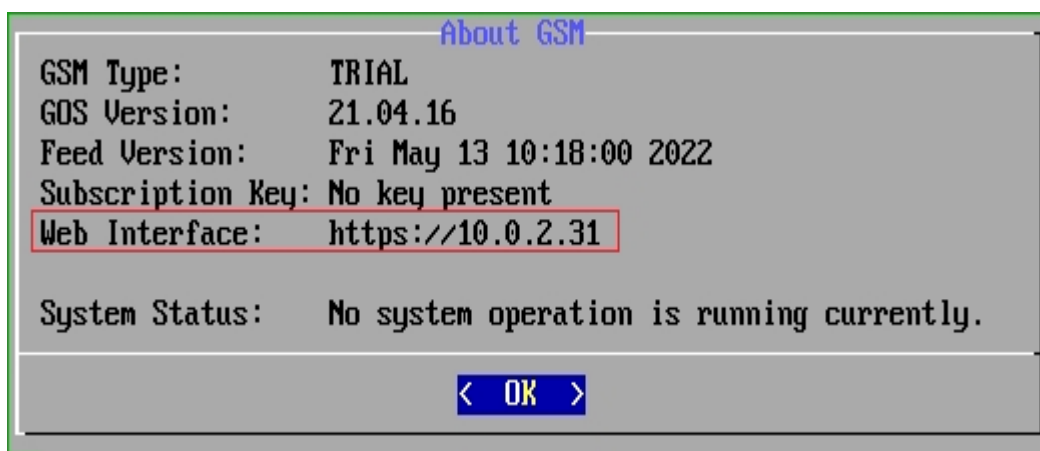 About GSM
GSM Type: TRIAL
GOS Version: 21.04.16
Feed Version: Fri May 13 10:18:00 2022
Subscription Key: No key present
Web Interface: https://10.0.2.31
System Status: No system operation is running currently.
< OK >